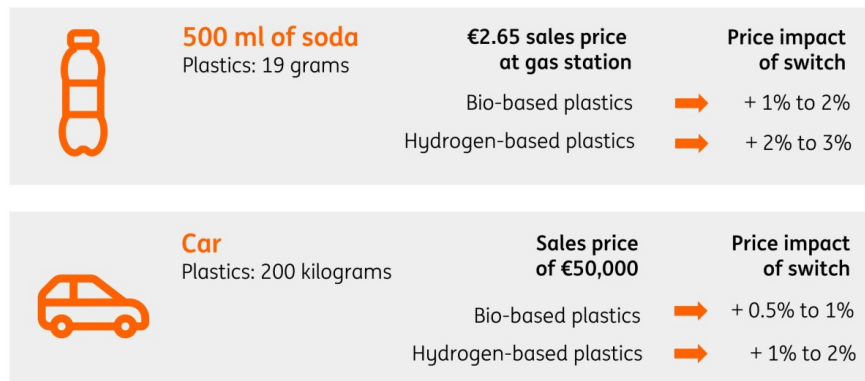 500 ml of soda
Plastics: 19 grams
€2.65 sales price
at gas station
Price impact
of switch
Bio-based plastics + 1% to 2%
Hydrogen-based plastics + 2% to 3%
Car
Plastics: 200 kilograms
Sales price
of €50,000
Price impact
of switch
Bio-based plastics + 0.5% to 1%
Hydrogen-based plastics + 1% to 2%